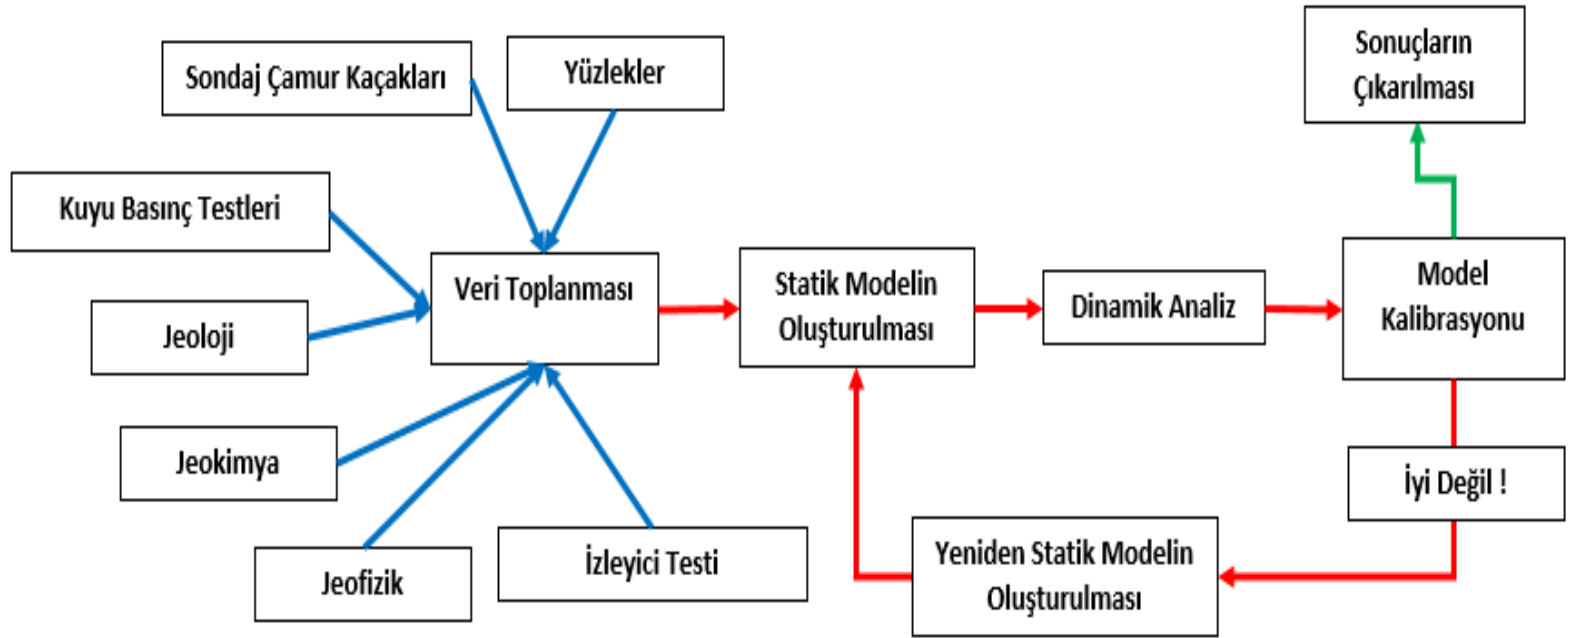 Sonuçların
Çıkarılması
Sondaj Çamur Kaçakları
Yüzlekler
Kuyu Basınç Testleri
Veri Toplanması
Statik Modelin
Oluşturulması
Dinamik Analiz
Model
Kalibrasyonu
Jeoloji
Jeokimya
İyi Değil !
Jeofizik
İzleyici Testi
Yeniden Statik Modelin
Oluşturulması